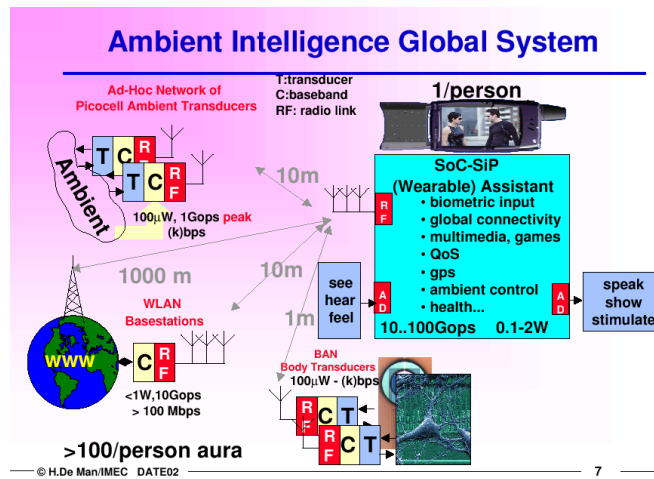 Ambient Intelligence Global System
Ad-Hoc Network of
Picocell Ambient Transducers
T:transducer
C:baseband
RF: radio link
1/person
Ambient
T C R
F
T C R
F
100µW, 1Gops peak
(k)bps
10m
1000 m
10m
1m
SoC-SiP
(Wearable) Assistant
• biometric input
• global connectivity
• multimedia, games
• QoS
• gps
• ambient control
• health...
10..100Gops 0.1-2W
R
F
A
D
A
D
see
hear
feel
speak
show
stimulate
WLAN
Basestations
WWW
C R
F
<1W,10Gops
> 100 Mbps
BAN
Body Transducers
100µW - (k)bps
R
F C T
R
F C T
>100/person aura
© H.De Man/IMEC DATE02
7